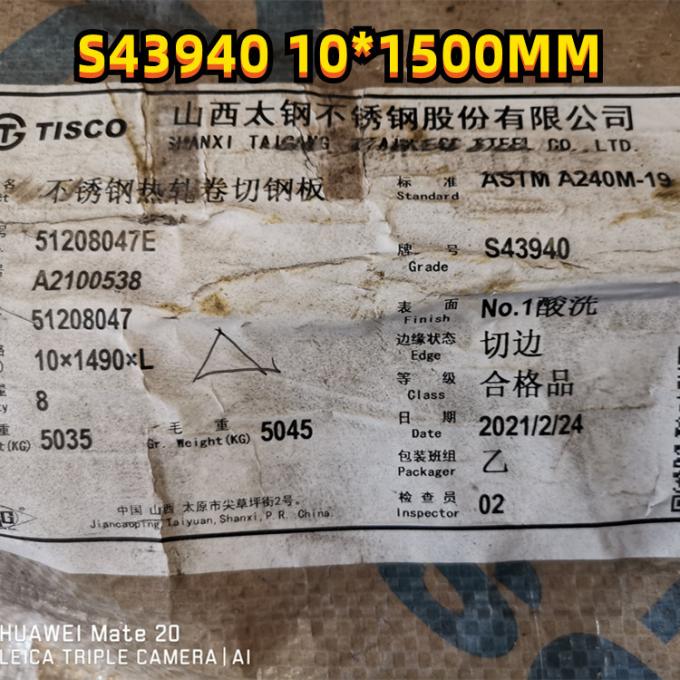 S43940 10*1500MM
TISCO 山西太钢不锈钢股份有限公司
SHANXI TAIGANG STAINLESS STEEL CO., LTD.
不锈钢热轧卷切钢板
标准 ASTM A240M-19
Standard
51208047E
牌号 S43940
Grade
A2100538
表面 No.1酸洗
Finish
51208047
边缘状态 切边
Edge
10×1490×L
等级 合格品
Class
8
日期 2021/2/24
Date
(KG) 5035 毛重 5045
Gr. Weight(KG)
包装班组 乙
Packager
检查员 02
Inspector
中国 山西 太原市尖草坪街2号。
Jiancaoping,Taiyuan,Shanxi,P.R. China.
HUAWEI Mate 20
LEICA TRIPLE CAMERA | AI